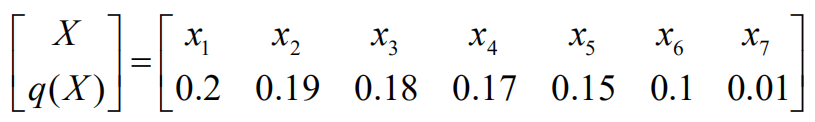 [X] = [x₁ x₂ x₃ x₄ x₅ x₆ x₇]
[q(X)] [0.2 0.19 0.18 0.17 0.15 0.1 0.01]